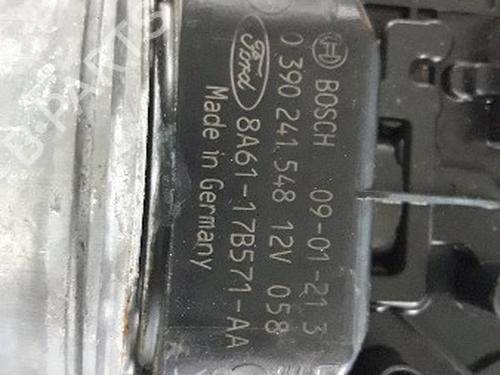 BOSCH 09-01-21 3
0 390 241 548 12V 058
Ford 8A61-17B571-AA
Made in Germany
B-PARTS